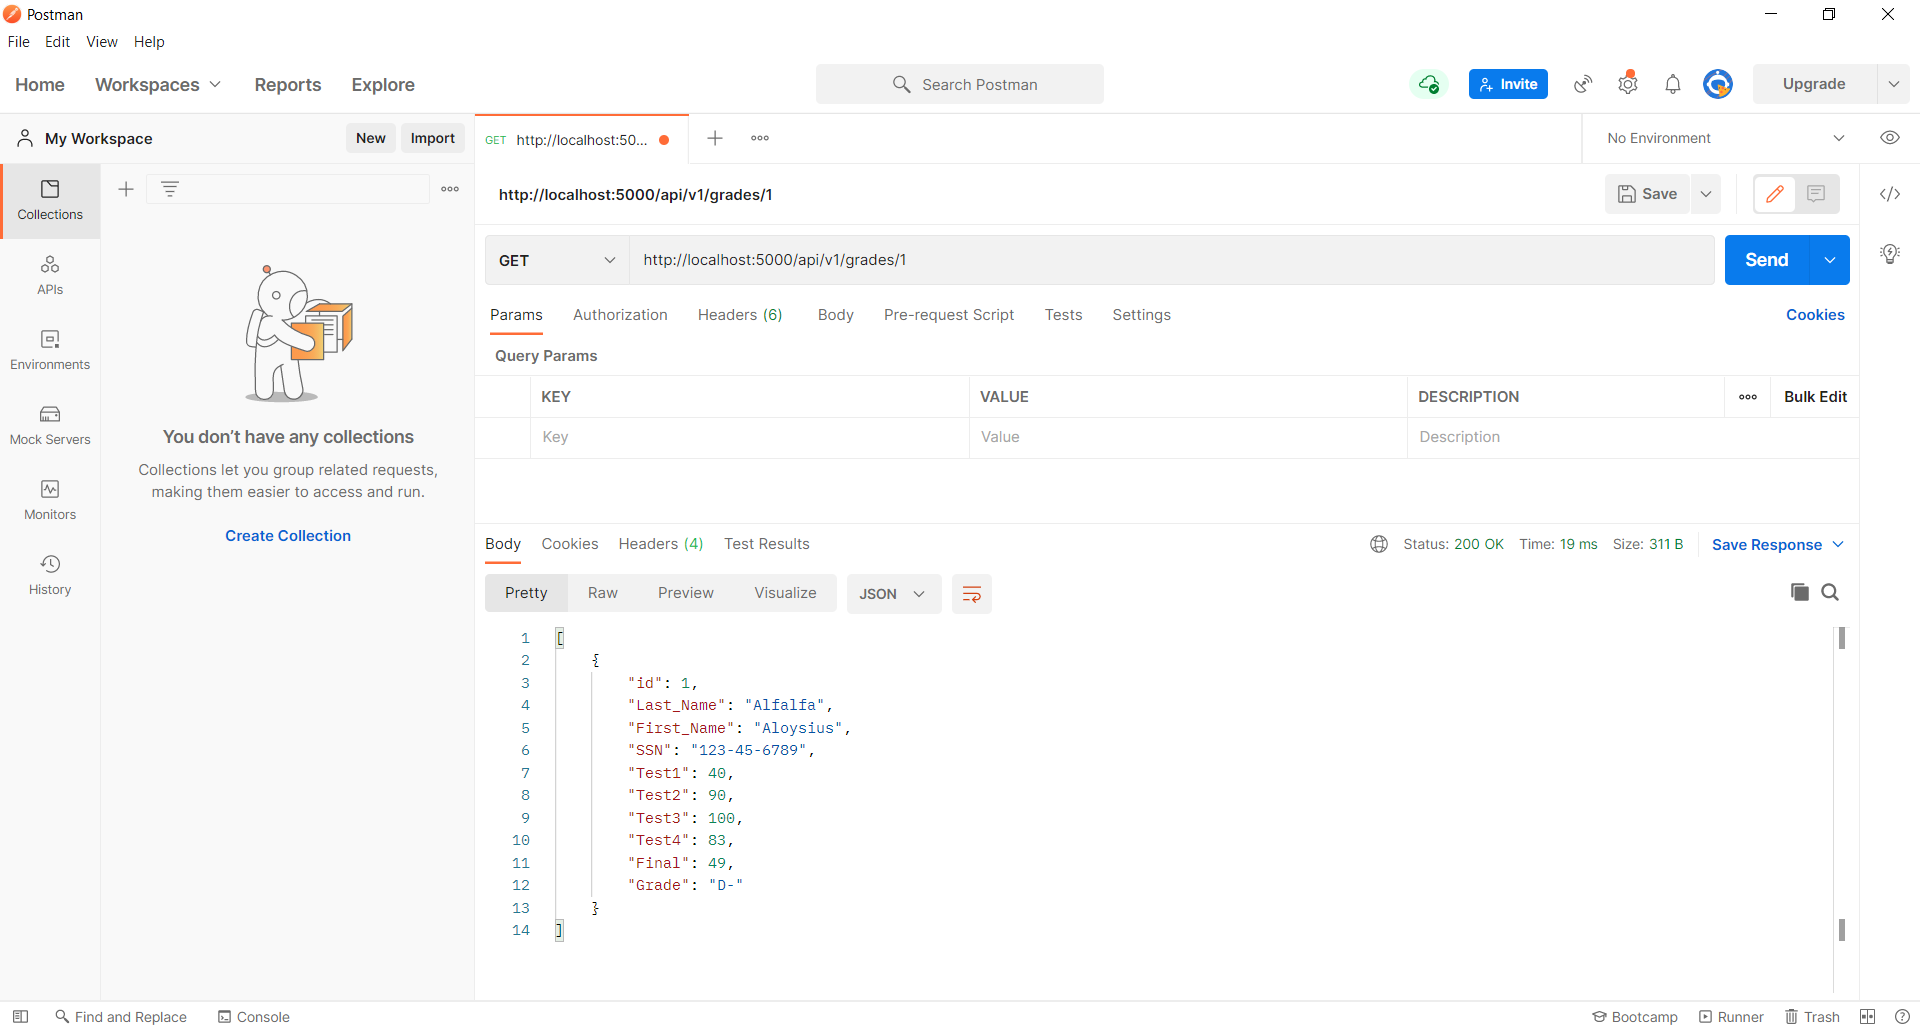 Postman
File Edit View Help
Home Workspaces Reports Explore
Search Postman
Invite
Upgrade
My Workspace
New
Import
GET http://localhost:50...
No Environment
Collections
APIs
Environments
Mock Servers
Monitors
History
You don’t have any collections
Collections let you group related requests,
making them easier to access and run.
Create Collection
http://localhost:5000/api/v1/grades/1
Save
GET http://localhost:5000/api/v1/grades/1
Send
Params Authorization Headers (6) Body Pre-request Script Tests Settings
Cookies
Query Params
KEY VALUE DESCRIPTION
Bulk Edit
Key Value Description
Body Cookies Headers (4) Test Results
Status: 200 OK Time: 19 ms Size: 311 B
Save Response
Pretty Raw Preview Visualize JSON
1 [
2 {
3 "id": 1,
4 "Last_Name": "Alfalfa",
5 "First_Name": "Aloysius",
6 "SSN": "123-45-6789",
7 "Test1": 40,
8 "Test2": 90,
9 "Test3": 100,
10 "Test4": 83,
11 "Final": 49,
12 "Grade": "D-"
13 }
14 ]
Find and Replace Console
Bootcamp Runner Trash